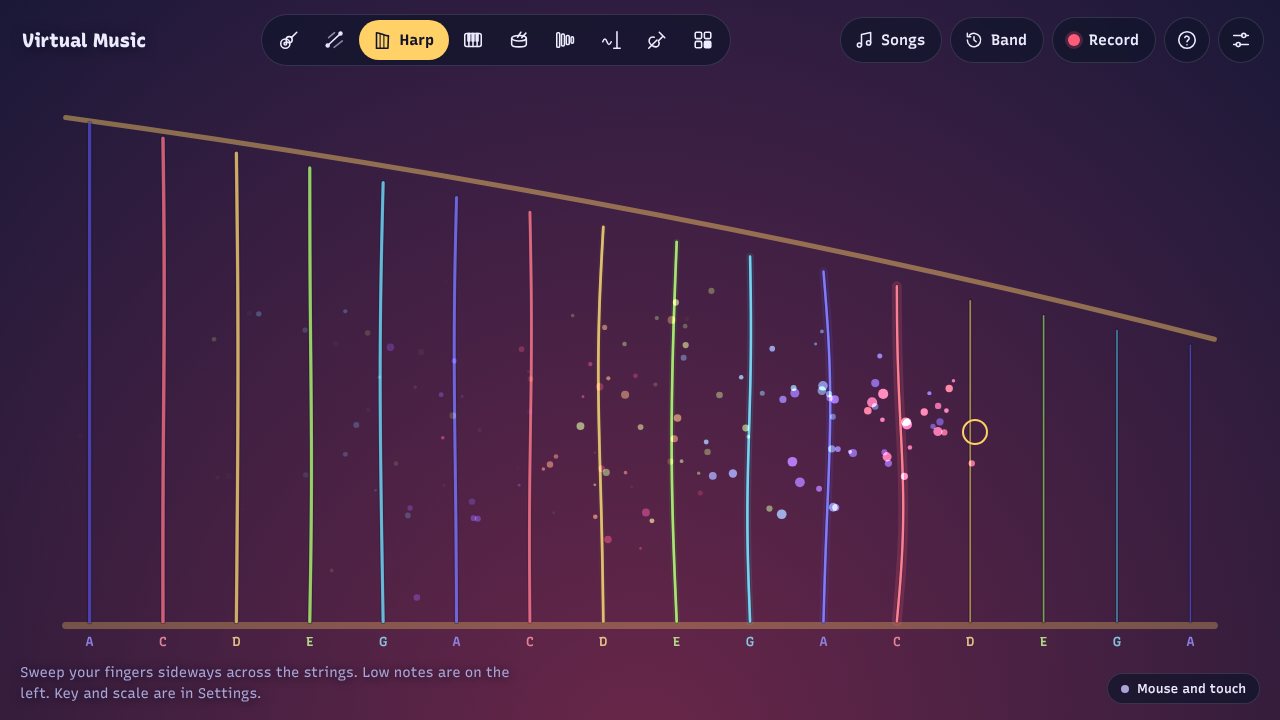 Virtual Music
Harp
Songs
Band
Record
A C D E G A C D E G A C D E G A
Sweep your fingers sideways across the strings. Low notes are on the
left. Key and scale are in Settings.
Mouse and touch